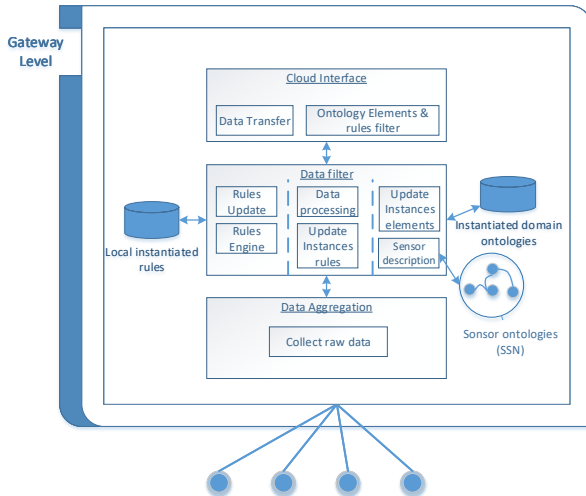 Gateway
Level
Cloud Interface
Data Transfer
Ontology Elements &
rules filter
Data filter
Rules
Update
Data
processing
Update
Instances
elements
Rules
Engine
Update
Instances
rules
Sensor
description
Local instantiated
rules
Instantiated domain
ontologies
Data Aggregation
Collect raw data
Sonsor ontologies
(SSN)